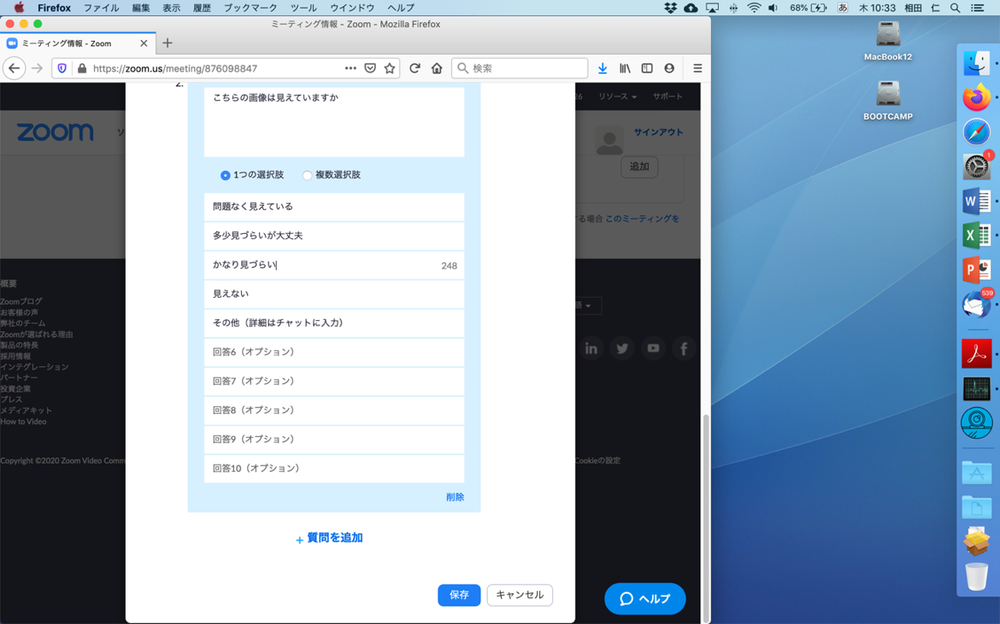 Firefox ファイル 編集 表示 履歴 ブックマーク ツール ウインドウ ヘルプ 68% あ 木 10:33 相田 仁
ミーティング情報 - Zoom - Mozilla Firefox
ミーティング情報 - Zoom
https://zoom.us/meeting/876098847 検索
MacBook12
BOOTCAMP
2.
こちらの画像は見えていますか
26 リソース サポート
zoom ソ
サインアウト
追加
1つの選択肢 複数選択肢
問題なく見えている
多少見づらいが大丈夫
る場合 このミーティングを
かなり見づらい 248
見えない
その他（詳細はチャットに入力）
回答6（オプション）
回答7（オプション）
回答8（オプション）
回答9（オプション）
回答10（オプション）
削除
+ 質問を追加
保存 キャンセル
概要
Zoomブログ
お客様の声
弊社のチーム
Zoomが選ばれる理由
製品の特長
採用情報
インテグレーション
パートナー
投資企業
プレス
メディアキット
How to Video
Copyright ©2020 Zoom Video Comm
語
in
f
Cookieの設定
ヘルプ
1
W
X
P
539